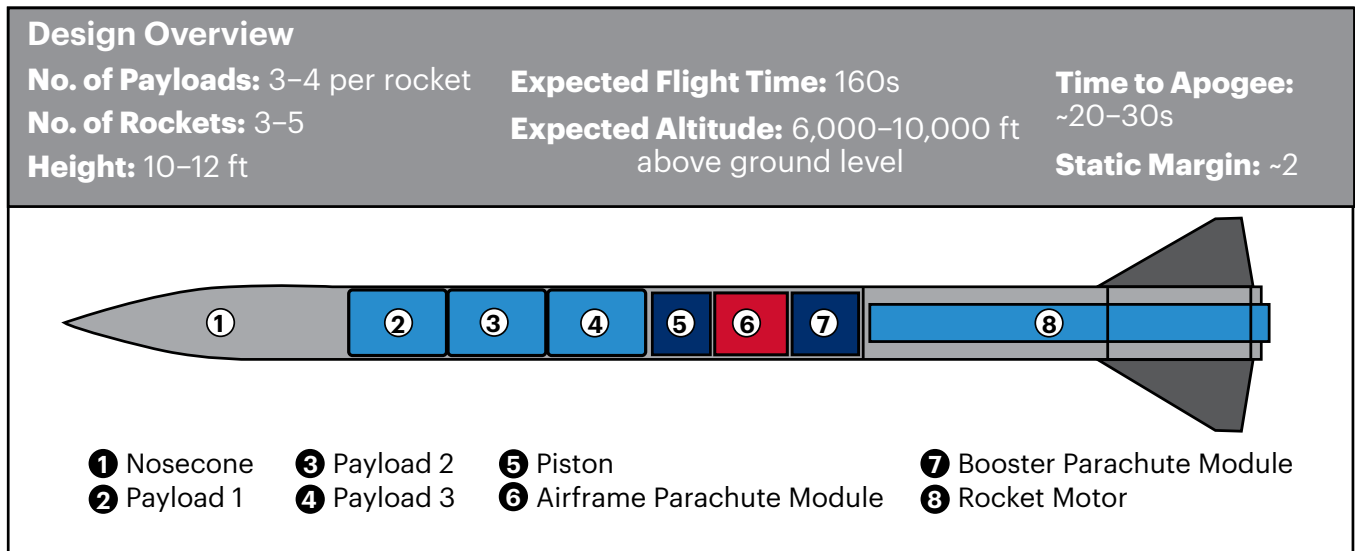 Design Overview
No. of Payloads: 3–4 per rocket
No. of Rockets: 3–5
Height: 10–12 ft
Expected Flight Time: 160s
Expected Altitude: 6,000–10,000 ft
above ground level
Time to Apogee:
~20–30s
Static Margin: ~2
1 2 3 4 5 6 7 8
1 Nosecone
2 Payload 1
3 Payload 2
4 Payload 3
5 Piston
6 Airframe Parachute Module
7 Booster Parachute Module
8 Rocket Motor